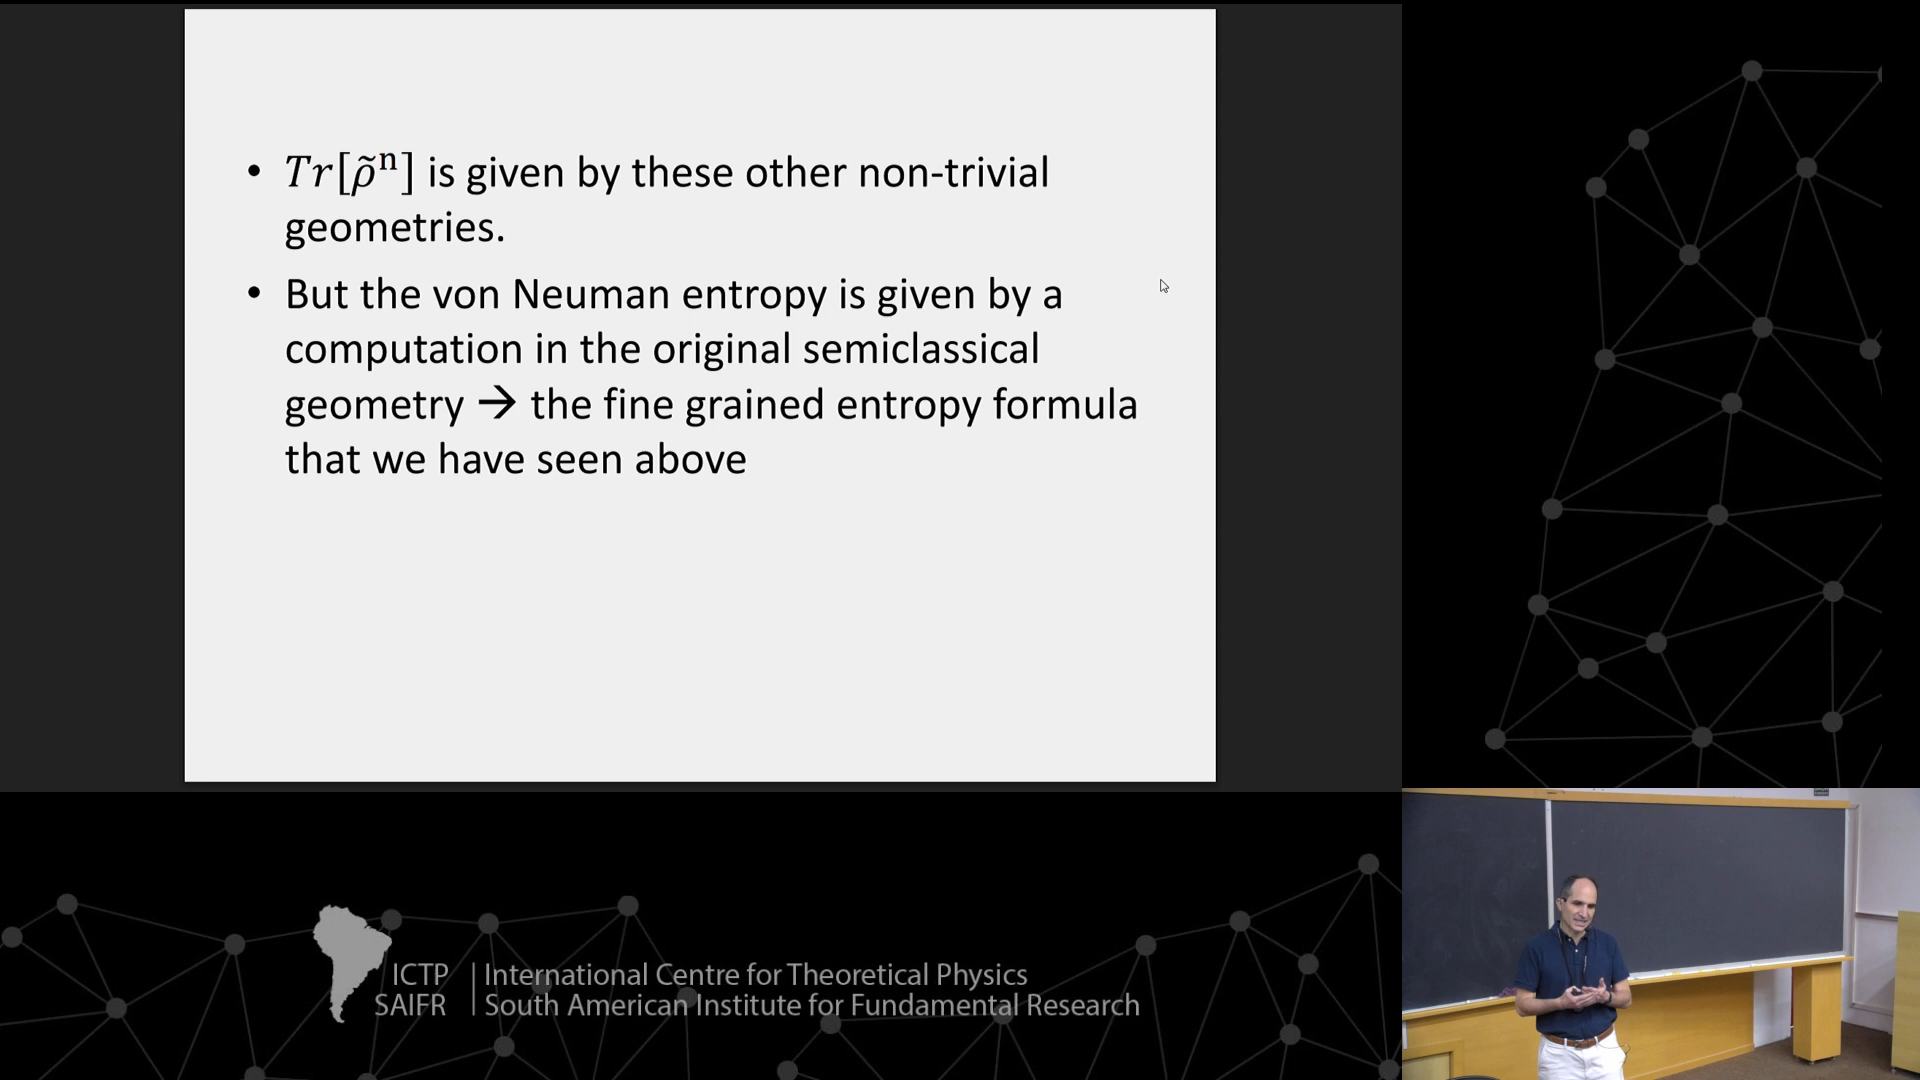 • Tr[ρ̃ⁿ] is given by these other non-trivial
geometries.
• But the von Neuman entropy is given by a
computation in the original semiclassical
geometry → the fine grained entropy formula
that we have seen above
ICTP | International Centre for Theoretical Physics
SAIFR | South American Institute for Fundamental Research